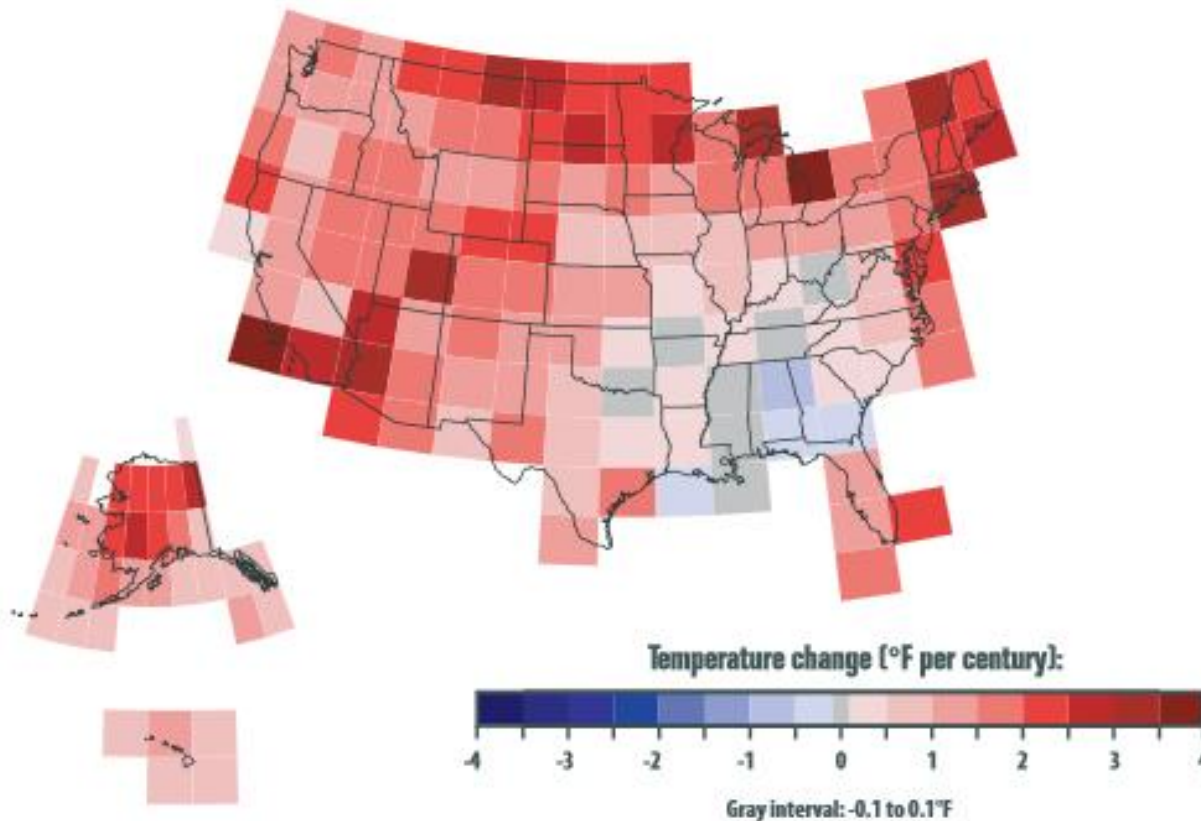 Temperature change (°F per century):
-4 -3 -2 -1 0 1 2 3 4
Gray interval: -0.1 to 0.1°F